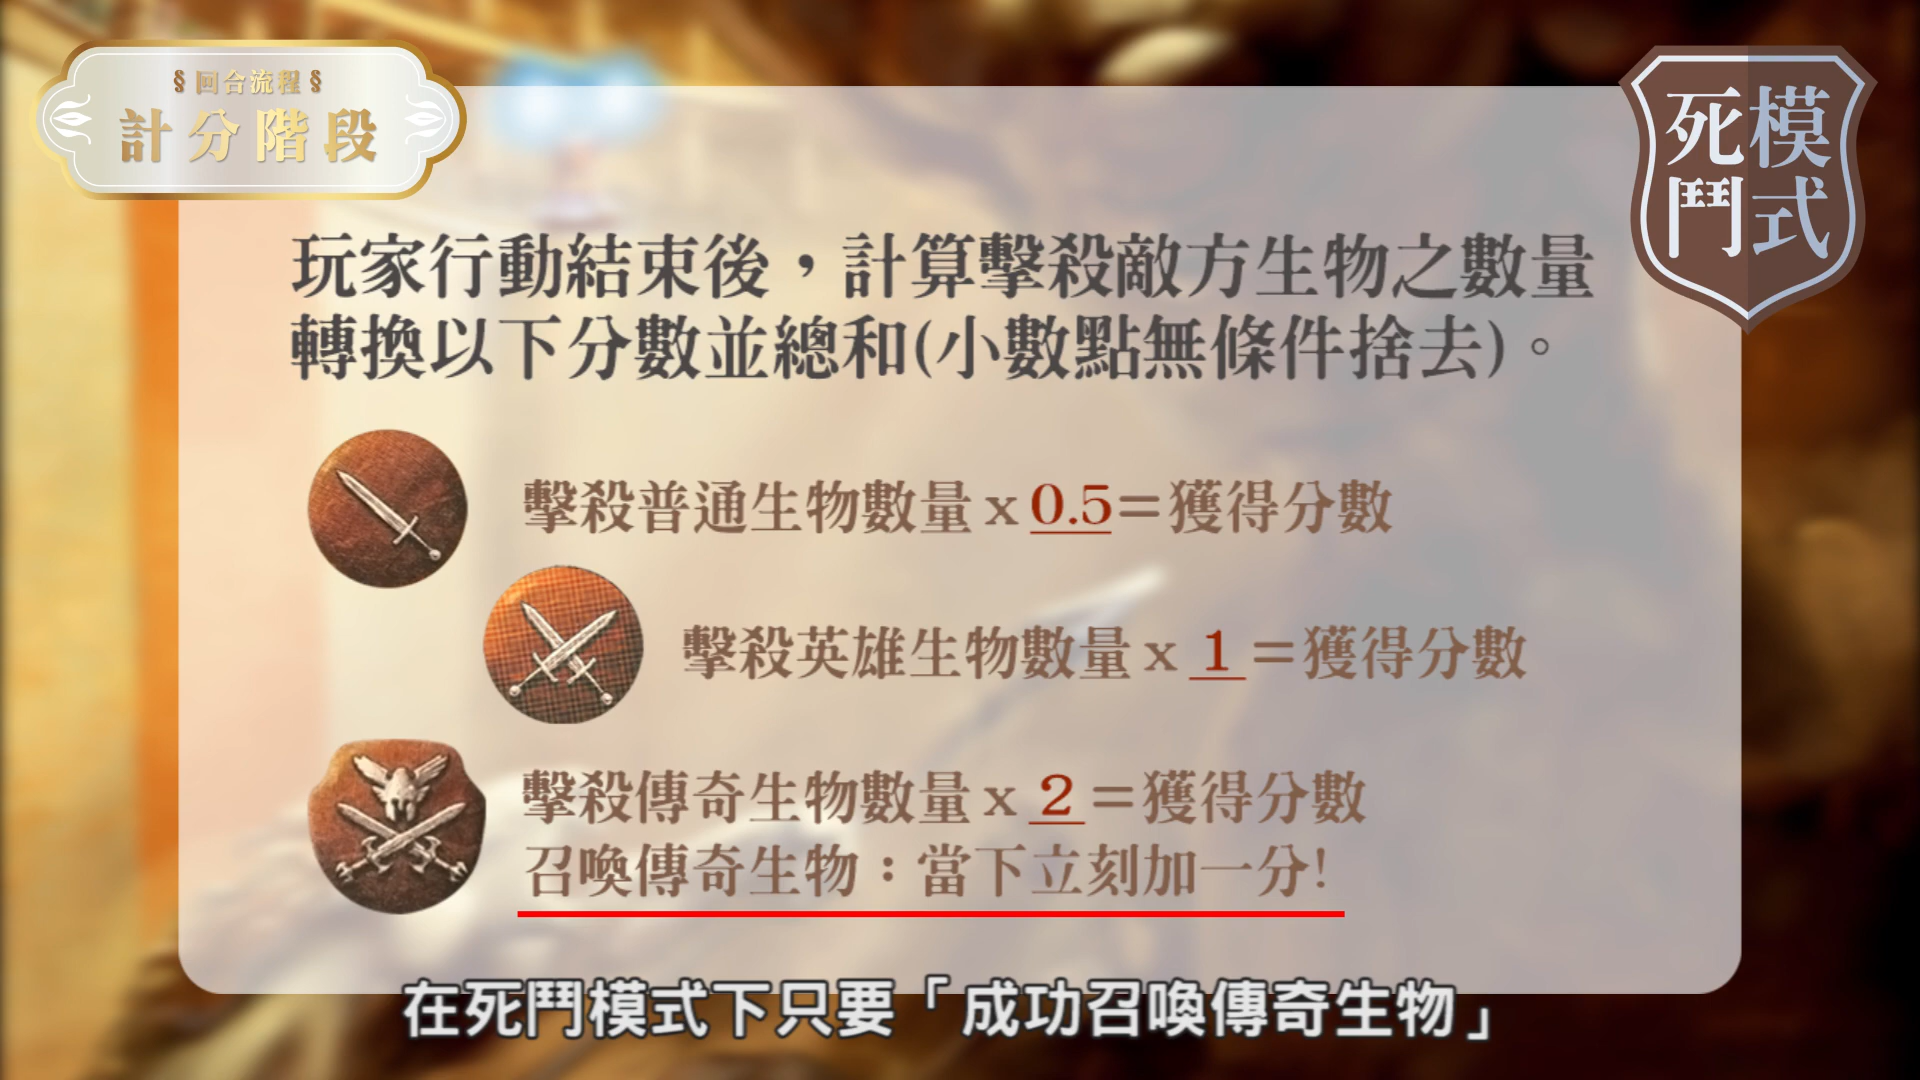 § 回合流程 §
計分階段
死鬥
模式
玩家行動結束後，計算擊殺敵方生物之數量
轉換以下分數並總和(小數點無條件捨去)。
擊殺普通生物數量 x 0.5＝獲得分數
擊殺英雄生物數量 x 1 ＝獲得分數
擊殺傳奇生物數量 x 2 ＝獲得分數
召喚傳奇生物：當下立刻加一分!
在死鬥模式下只要「成功召喚傳奇生物」